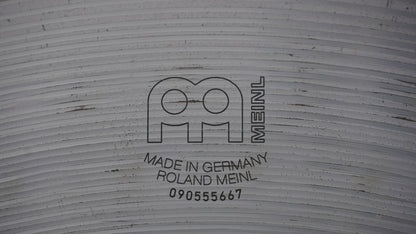 MEINL
MADE IN GERMANY
ROLAND MEINL
090555667